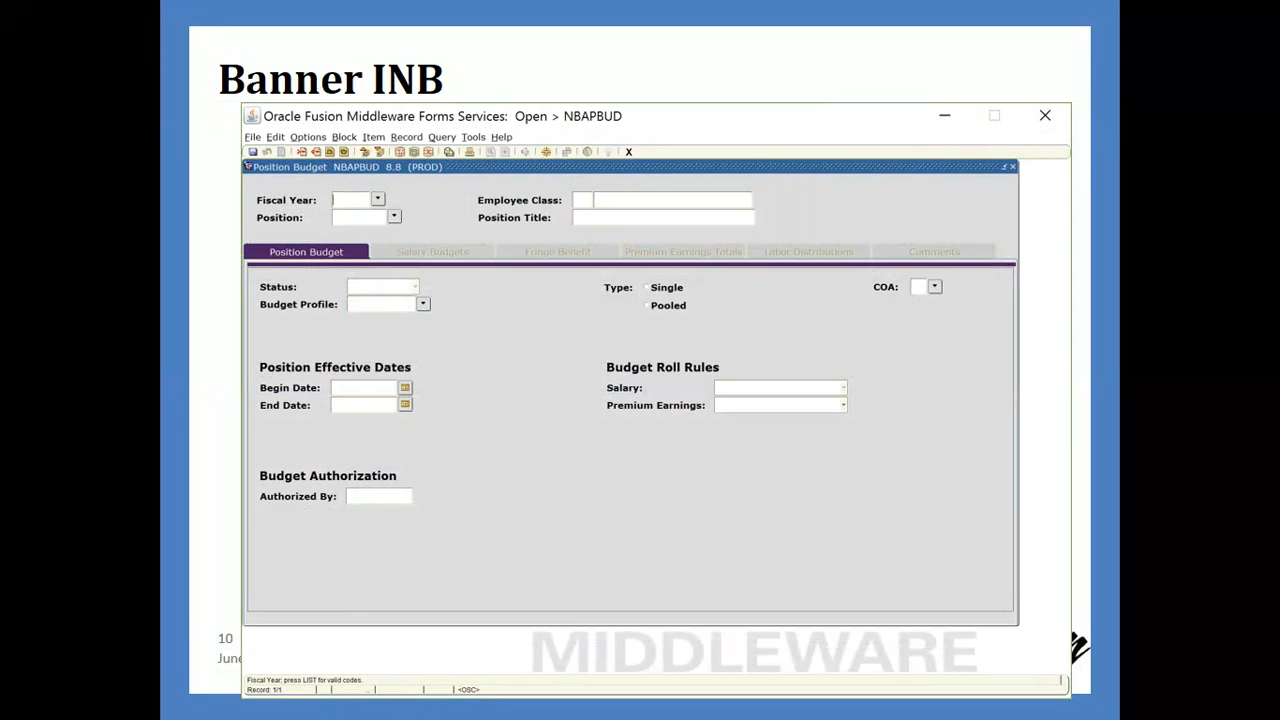 Banner INB
Oracle Fusion Middleware Forms Services: Open > NBAPBUD
File Edit Options Block Item Record Query Tools Help
X
Position Budget NBAPBUD 8.8 (PROD)
Fiscal Year: Employee Class:
Position: Position Title:
Position Budget Salary Budgets Fringe Benefit Premium Earnings Totals Labor Distributions Comments
Status: Type: Single COA:
Budget Profile: Pooled
Position Effective Dates Budget Roll Rules
Begin Date: Salary:
End Date: Premium Earnings:
Budget Authorization
Authorized By:
10
June
MIDDLEWARE
Fiscal Year; press LIST for valid codes.
Record: 1/1 ... <OSC>